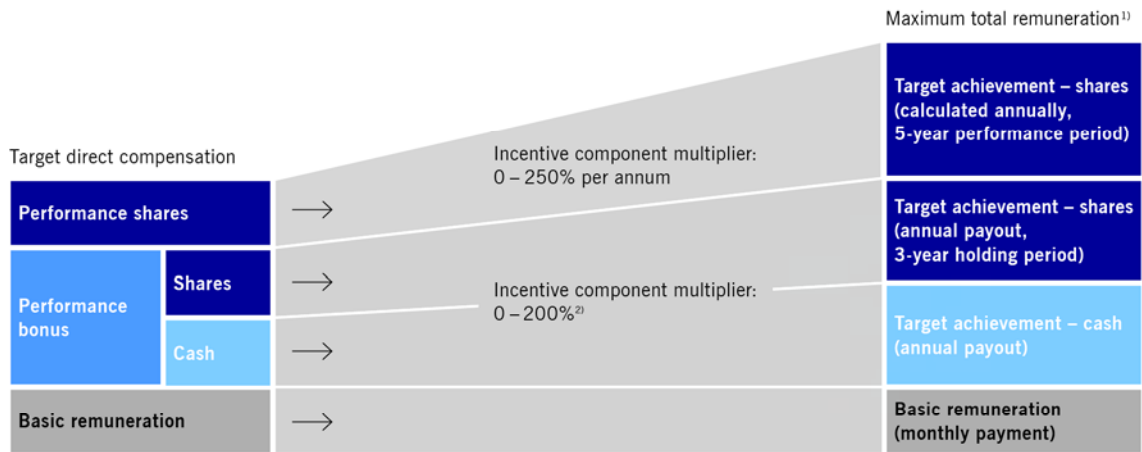 Maximum total remuneration¹⁾
Target achievement – shares
(calculated annually,
5-year performance period)
Target direct compensation
Incentive component multiplier:
0 – 250% per annum
Performance shares
Target achievement – shares
(annual payout,
3-year holding period)
Performance
bonus
Shares
Cash
Incentive component multiplier:
0 – 200%²⁾
Target achievement – cash
(annual payout)
Basic remuneration
Basic remuneration
(monthly payment)